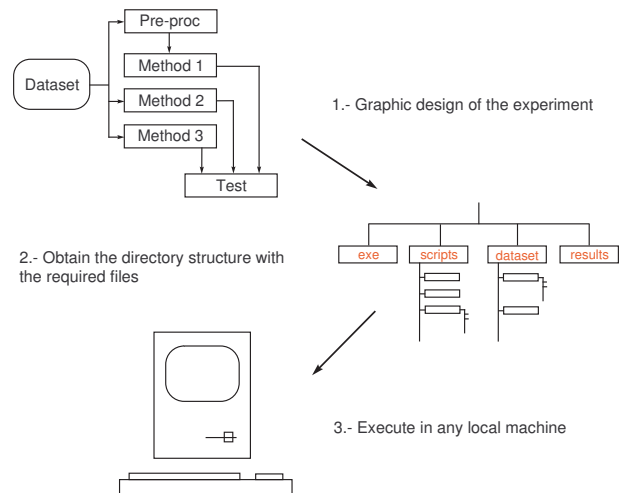 Pre-proc
Dataset
Method 1
Method 2
Method 3
Test
1.- Graphic design of the experiment
2.- Obtain the directory structure with
the required files
exe
scripts
dataset
results
3.- Execute in any local machine